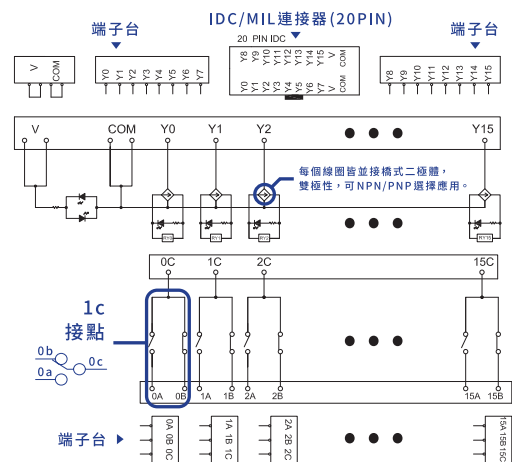 IDC/MIL連接器(20PIN)
端子台
端子台
20 PIN IDC
V
COM
Y0
Y1
Y2
Y3
Y4
Y5
Y6
Y7
Y8
Y9
Y10
Y11
Y12
Y13
Y14
Y15
V
COM
Y0
Y1
Y2
Y3
Y4
Y5
Y6
Y7
V
COM
Y8
Y9
Y10
Y11
Y12
Y13
Y14
Y15
V
COM
Y0
Y1
Y2
Y15
每個線圈皆並接橋式二極體,
雙極性,可NPN/PNP選擇應用。
RY0
RY1
RY2
RY15
0C
1C
2C
15C
1c
接點
0b
0a
0c
0A
0B
1A
1B
2A
2B
15A
15B
端子台
0A
0B
0C
1A
1B
1C
2A
2B
2C
15A
15B
15C